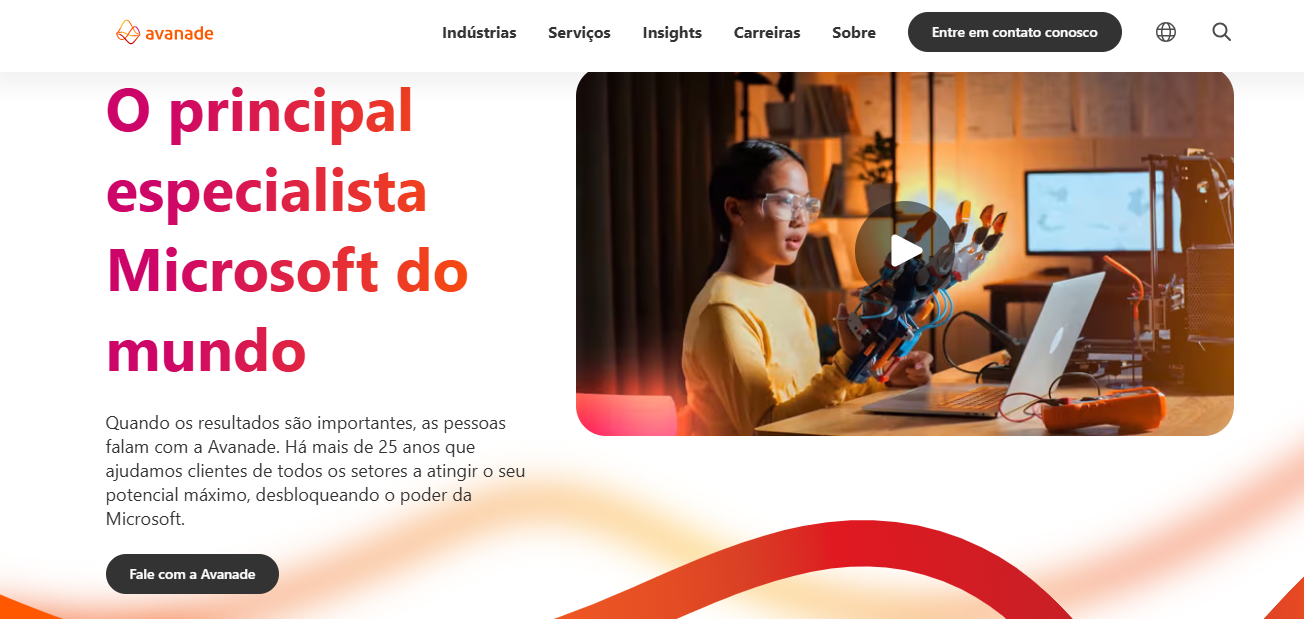 avanade
Indústrias
Serviços
Insights
Carreiras
Sobre
Entre em contato conosco
O principal
especialista
Microsoft do
mundo
Quando os resultados são importantes, as pessoas
falam com a Avanade. Há mais de 25 anos que
ajudamos clientes de todos os setores a atingir o seu
potencial máximo, desbloqueando o poder da
Microsoft.
Fale com a Avanade